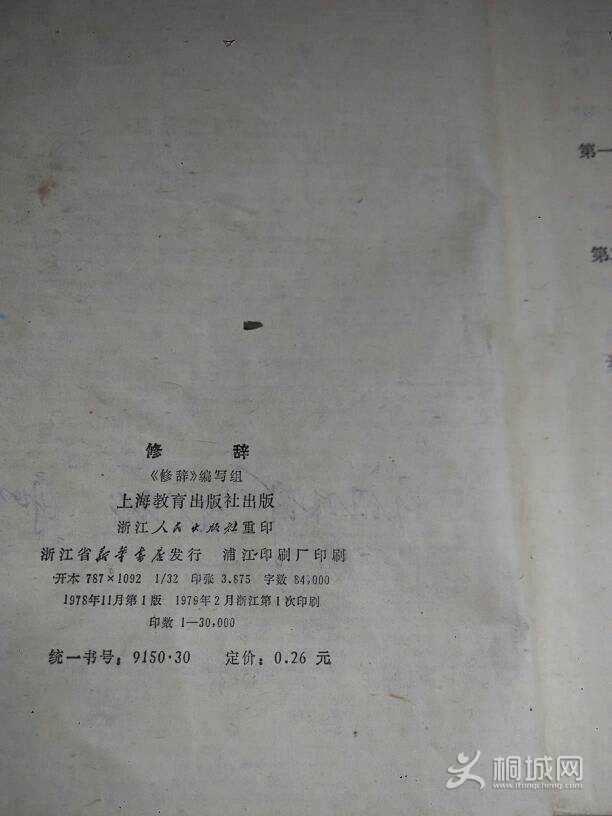 修 辞
《修辞》编写组
上海教育出版社出版
浙江人民出版社重印
浙江省新华书店发行 浦江印刷厂印刷
开本 787×1092 1/32 印张 3.875 字数 84,000
1978年11月第1版 1979年2月浙江第1次印刷
印数 1—30,000
统一书号：9150·30 定价：0.26 元
第一
第
桐城网
www.itongcheng.com